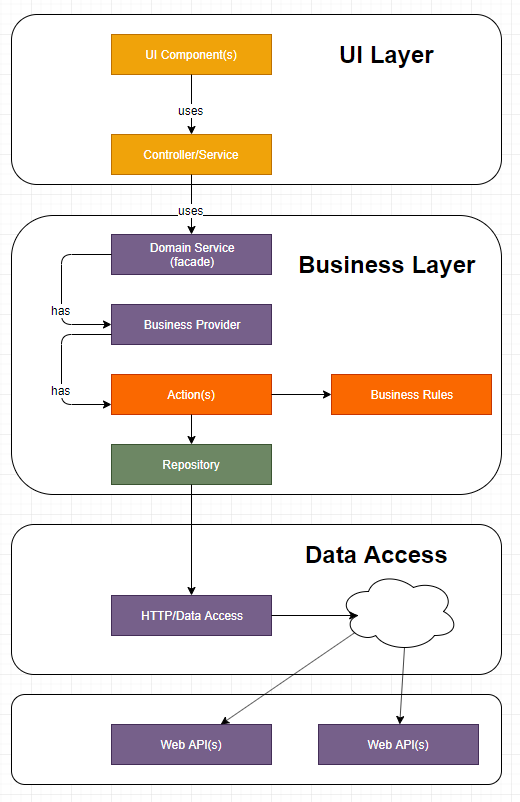 UI Component(s)
UI Layer
uses
Controller/Service
uses
Domain Service
(facade)
Business Layer
has
Business Provider
has
Action(s)
Business Rules
Repository
Data Access
HTTP/Data Access
Web API(s)
Web API(s)